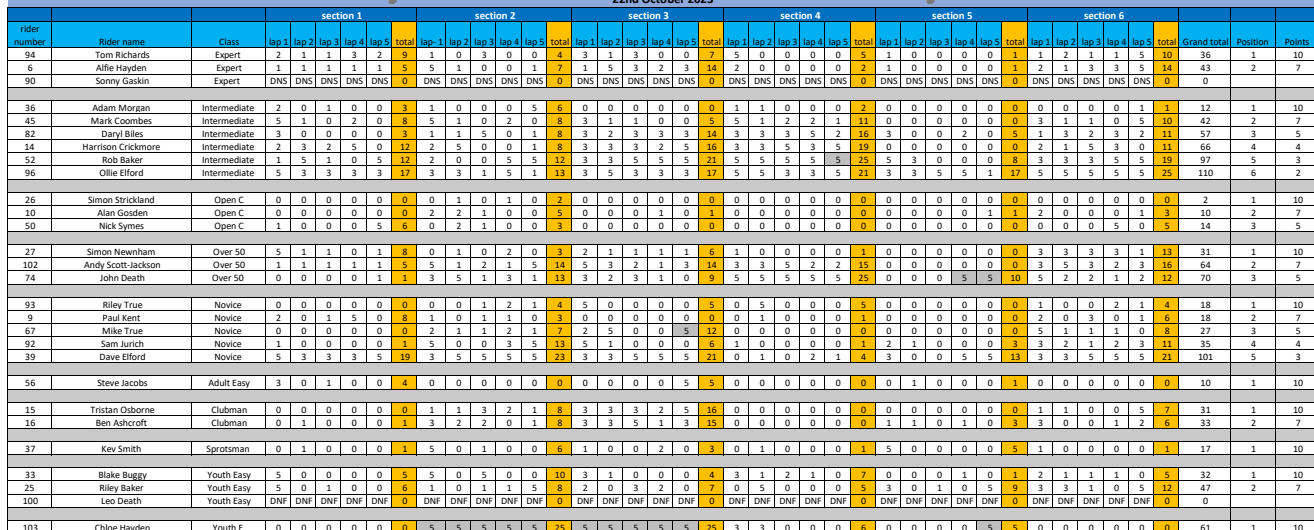 22nd October 2023
section 1 section 2 section 3 section 4 section 5 section 6
rider
number Rider name Class lap 1 lap 2 lap 3 lap 4 lap 5 total lap- 1 lap 2 lap 3 lap 4 lap 5 total lap 1 lap 2 lap 3 lap 4 lap 5 total lap 1 lap 2 lap 3 lap 4 lap 5 total lap 1 lap 2 lap 3 lap 4 lap 5 total lap 1 lap 2 lap 3 lap 4 lap 5 total Grand total Position Points
94 Tom Richards Expert 2 1 1 3 2 9 1 0 3 0 0 4 3 1 3 0 0 7 5 0 0 0 0 5 0 0 0 0 1 1 1 2 1 1 5 10 36 1 10
6 Alfie Hayden Expert 1 1 1 1 1 5 3 2 0 1 1 7 1 5 3 2 3 14 2 0 0 0 0 2 0 0 0 0 1 1 2 1 3 3 5 14 43 2 7
90 Sonny Gaskin Expert DNS DNS DNS DNS DNS 0 DNS DNS DNS DNS DNS 0 DNS DNS DNS DNS DNS 0 DNS DNS DNS DNS DNS 0 DNS DNS DNS DNS DNS 0 DNS DNS DNS DNS DNS 0 0
36 Adam Morgan Intermediate 2 0 1 0 0 3 1 0 0 0 5 6 0 0 0 0 0 0 1 1 0 0 0 2 0 0 0 0 0 0 0 0 0 0 1 1 12 1 10
45 Mark Coombes Intermediate 5 1 0 2 0 8 5 1 0 2 0 8 3 1 1 0 0 5 1 5 4 2 1 11 0 0 0 0 0 0 3 1 1 0 5 10 42 2 7
82 Daryl Biles Intermediate 3 0 0 0 0 3 1 1 5 0 1 8 2 3 3 3 3 14 3 3 3 5 2 16 3 0 0 2 0 5 1 3 2 3 2 11 57 3 5
14 Harrison Crickmore Intermediate 2 3 2 5 0 12 2 5 0 0 1 8 3 3 3 2 5 16 3 3 5 3 5 19 0 0 0 0 0 0 2 1 5 3 0 11 66 4 4
52 Rob Baker Intermediate 1 5 1 0 5 12 2 0 0 5 5 12 3 3 5 5 5 21 5 5 5 5 5 25 0 0 0 3 5 8 3 3 3 5 5 19 97 5 3
96 Ollie Elford Intermediate 5 3 3 3 3 17 3 3 1 5 1 13 3 3 3 3 5 17 3 3 5 5 5 21 3 3 5 5 1 17 5 5 5 5 5 25 110 6 2
26 Simon Strickland Open C 0 0 0 0 0 0 0 1 0 1 0 2 0 0 0 0 0 0 0 0 0 0 0 0 0 0 0 0 0 0 0 0 0 0 0 0 2 1 10
10 Alan Gosden Open C 0 0 0 0 0 0 2 2 1 0 0 5 0 0 0 1 0 1 0 0 0 0 0 0 0 0 0 0 1 1 2 0 0 0 1 3 10 2 7
50 Nick Symes Open C 1 0 0 0 5 6 0 2 1 0 0 3 0 0 0 0 0 0 0 0 0 0 0 0 0 0 0 0 0 0 0 0 0 5 0 5 14 3 7
27 Simon Newnham Over 50 5 1 1 0 1 8 0 1 0 2 0 3 2 1 1 1 1 6 0 0 0 0 1 1 0 0 0 0 0 0 3 3 3 3 1 13 31 1 10
102 Andy Scott-Jackson Over 50 1 1 1 1 1 5 5 1 2 1 5 14 5 3 2 1 3 14 3 3 5 2 2 15 0 0 0 0 0 0 3 5 3 2 3 16 64 2 7
74 John Death Over 50 0 0 0 0 1 1 3 5 1 3 1 13 3 2 3 1 0 9 5 5 5 5 5 25 0 0 0 5 5 10 5 2 2 1 2 12 70 3 5
93 Riley True Novice 0 0 0 0 0 0 0 0 1 2 1 4 5 0 0 0 0 5 0 5 0 0 0 5 0 0 0 0 0 0 1 0 0 2 1 4 18 1 10
9 Paul Kent Novice 2 0 1 5 0 8 1 0 1 1 0 3 0 0 0 0 0 0 0 1 0 0 0 1 0 0 0 0 0 0 2 0 0 3 1 6 18 2 7
67 Mike True Novice 0 0 0 0 0 0 2 1 1 2 1 7 2 5 0 0 5 12 0 0 0 0 0 0 0 0 0 0 0 0 5 1 1 1 0 8 27 3 5
92 Sam Jurich Novice 1 0 0 0 0 1 5 0 0 3 5 13 0 3 1 0 2 6 1 0 0 0 0 1 2 0 1 0 0 3 3 2 1 2 3 11 35 4 4
39 Dave Elford Novice 5 3 3 3 5 19 3 5 5 5 5 23 3 3 5 5 5 21 0 1 0 2 1 4 3 0 0 5 5 13 3 3 5 5 5 21 101 5 3
56 Steve Jacobs Adult Easy 3 0 1 0 0 4 0 0 0 0 0 0 0 0 0 0 5 5 0 0 0 0 0 0 0 1 0 0 0 1 0 0 0 0 0 0 10 1 10
15 Tristan Osborne Clubman 0 0 0 0 0 0 1 1 3 2 1 8 3 3 3 2 5 16 0 0 0 0 0 0 0 0 0 0 0 0 1 1 0 0 5 7 31 1 10
16 Ben Ashcroft Clubman 0 1 0 0 0 1 3 2 2 0 1 8 3 3 5 1 3 15 0 0 0 0 0 0 1 1 0 1 0 3 3 0 0 1 2 6 33 2 7
37 Kev Smith Sprotsman 0 1 0 0 0 1 5 0 1 0 0 6 1 0 0 2 0 3 0 1 0 0 0 1 5 0 0 0 0 5 1 0 0 0 0 1 17 1 10
33 Blake Buggy Youth Easy 5 0 0 0 0 5 5 0 5 0 0 10 3 1 0 0 0 4 3 1 2 1 0 7 0 0 0 1 0 1 2 1 1 1 0 5 32 1 10
25 Riley Baker Youth Easy 5 0 1 0 0 6 1 0 1 1 5 8 2 0 3 2 0 7 5 0 0 0 0 5 0 3 1 0 5 9 3 3 1 0 5 12 47 2 7
100 Leo Death Youth Easy DNF DNF DNF DNF DNF 0 DNF DNF DNF DNF DNF 0 DNF DNF DNF DNF DNF 0 DNF DNF DNF DNF DNF 0 DNF DNF DNF DNF DNF 0 DNF DNF DNF DNF DNF 0 0
103 Chloe Hayden Youth E 0 0 0 0 0 0 5 5 5 5 5 25 5 5 5 5 5 25 3 3 0 0 0 6 0 0 0 0 5 5 0 0 0 0 0 0 61 1 10